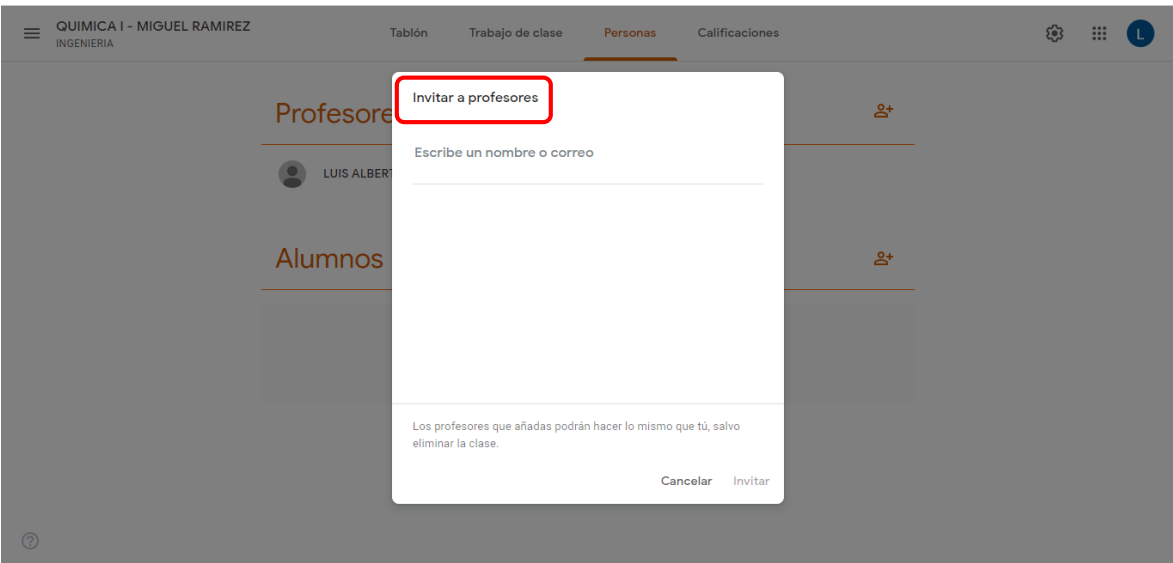 QUIMICA I - MIGUEL RAMIREZ
INGENIERIA
Tablón Trabajo de clase Personas Calificaciones
L
Invitar a profesores
Profesore
Escribe un nombre o correo
LUIS ALBERT
Alumnos
Los profesores que añadas podrán hacer lo mismo que tú, salvo
eliminar la clase.
Cancelar Invitar